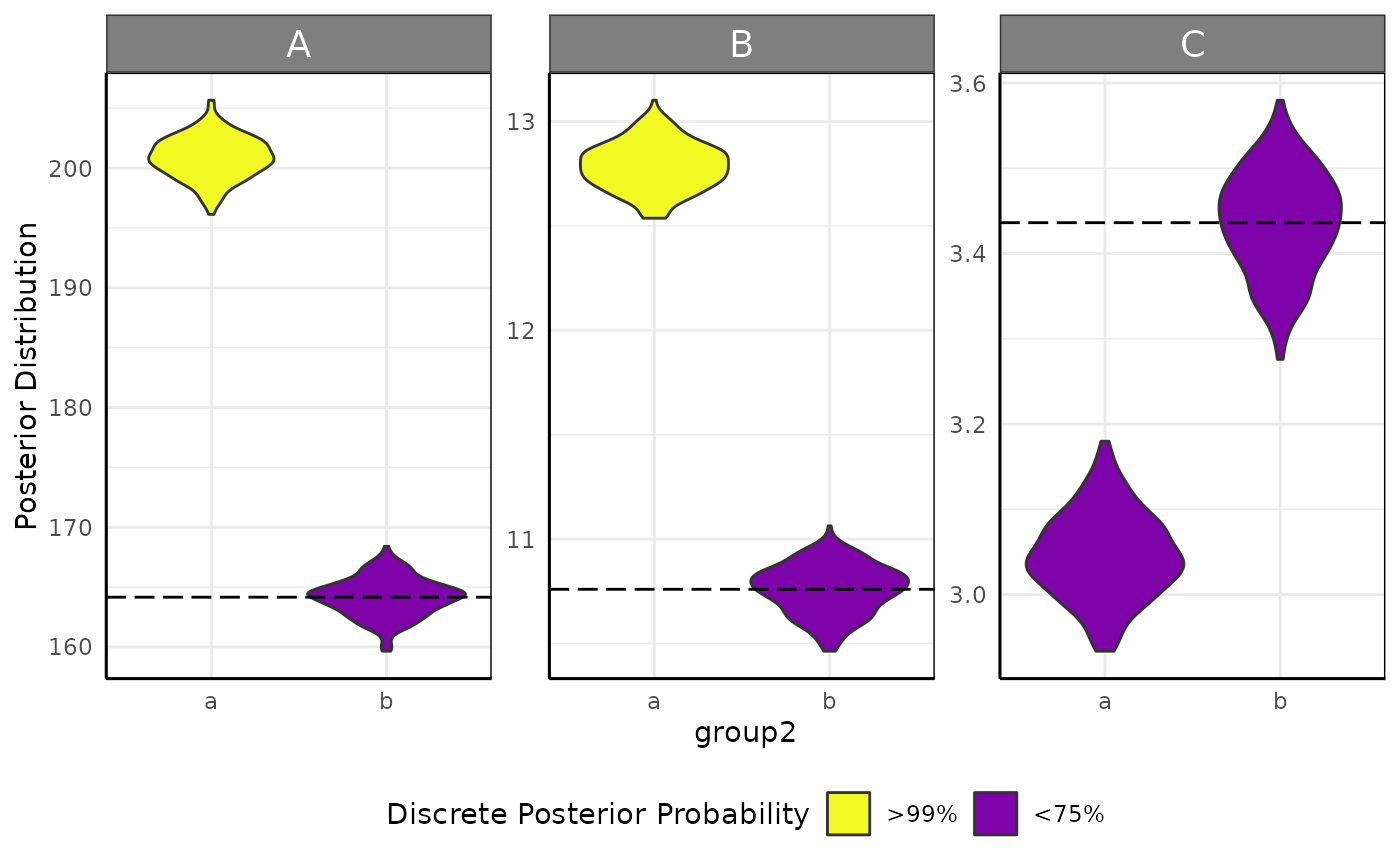 A
B
C
Posterior Distribution
200
190
180
170
160
13
12
11
3.6
3.4
3.2
3.0
a
b
a
b
a
b
group2
Discrete Posterior Probability >99% <75%